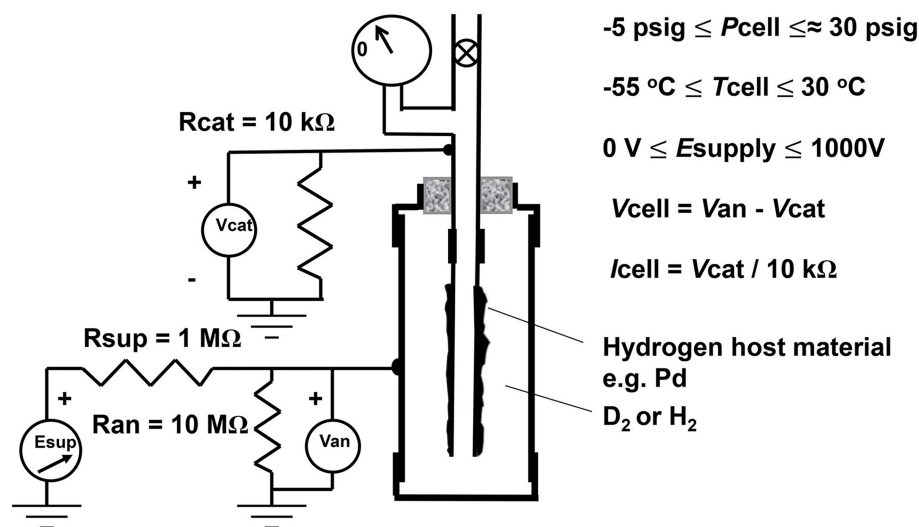 -5 psig ≤ Pcell ≤≈ 30 psig
0
-55 ºC ≤ Tcell ≤ 30 ºC
Rcat = 10 kΩ
0 V ≤ Esupply ≤ 1000V
+
Vcat
-
Vcell = Van - Vcat
Icell = Vcat / 10 kΩ
Rsup = 1 MΩ
Hydrogen host material
e.g. Pd
+
+
Ran = 10 MΩ
D₂ or H₂
Esup
Van